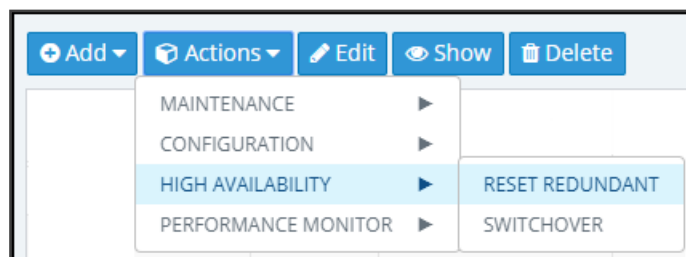 Add Actions Edit Show Delete
MAINTENANCE
CONFIGURATION
HIGH AVAILABILITY RESET REDUNDANT
PERFORMANCE MONITOR SWITCHOVER